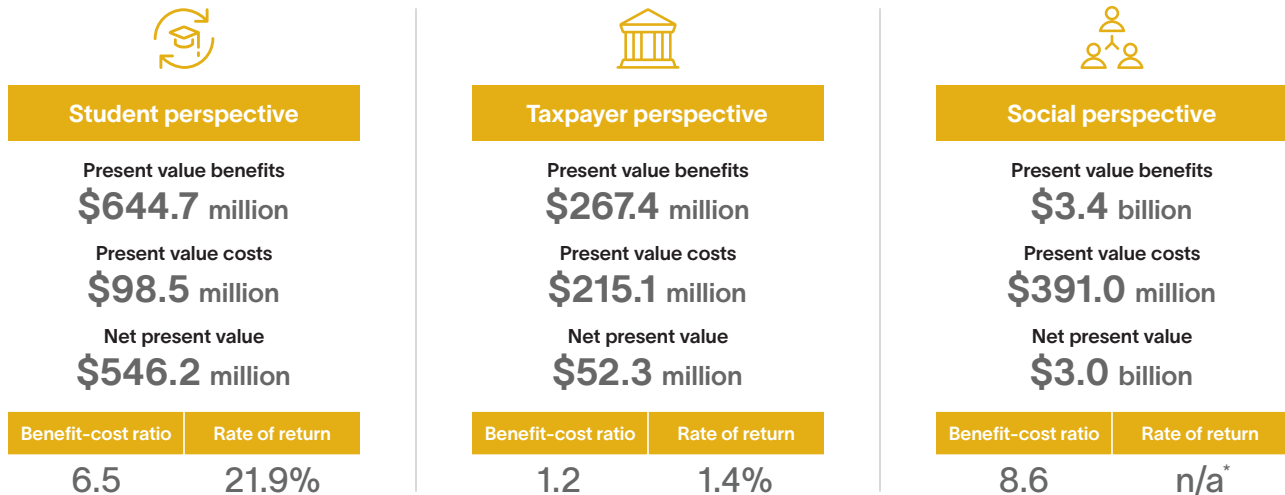 Student perspective
Present value benefits
$644.7 million
Present value costs
$98.5 million
Net present value
$546.2 million
Benefit-cost ratio
Rate of return
6.5
21.9%
Taxpayer perspective
Present value benefits
$267.4 million
Present value costs
$215.1 million
Net present value
$52.3 million
Benefit-cost ratio
Rate of return
1.2
1.4%
Social perspective
Present value benefits
$3.4 billion
Present value costs
$391.0 million
Net present value
$3.0 billion
Benefit-cost ratio
Rate of return
8.6
n/a*